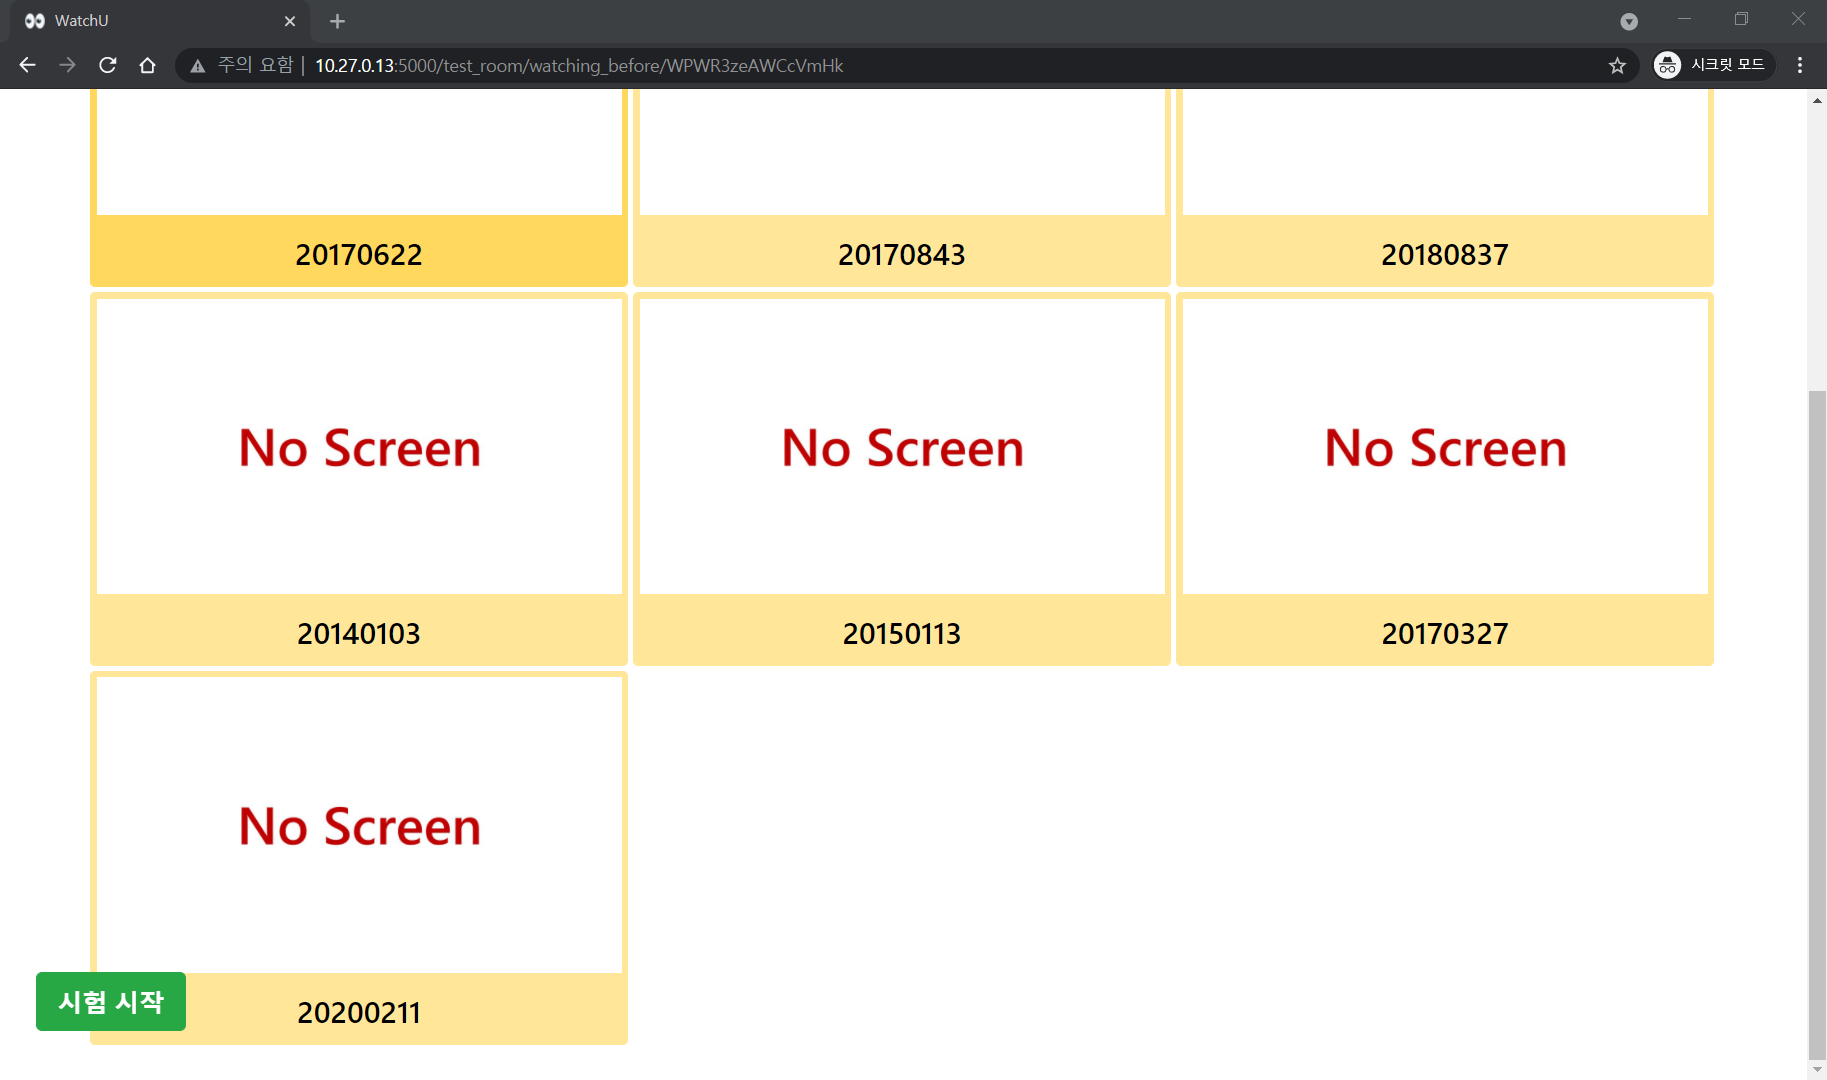 WatchU
주의 요함 | 10.27.0.13:5000/test_room/watching_before/WPWR3zeAWCcVmHk
시크릿 모드
20170622
20170843
20180837
No Screen
No Screen
No Screen
20140103
20150113
20170327
No Screen
시험 시작
20200211